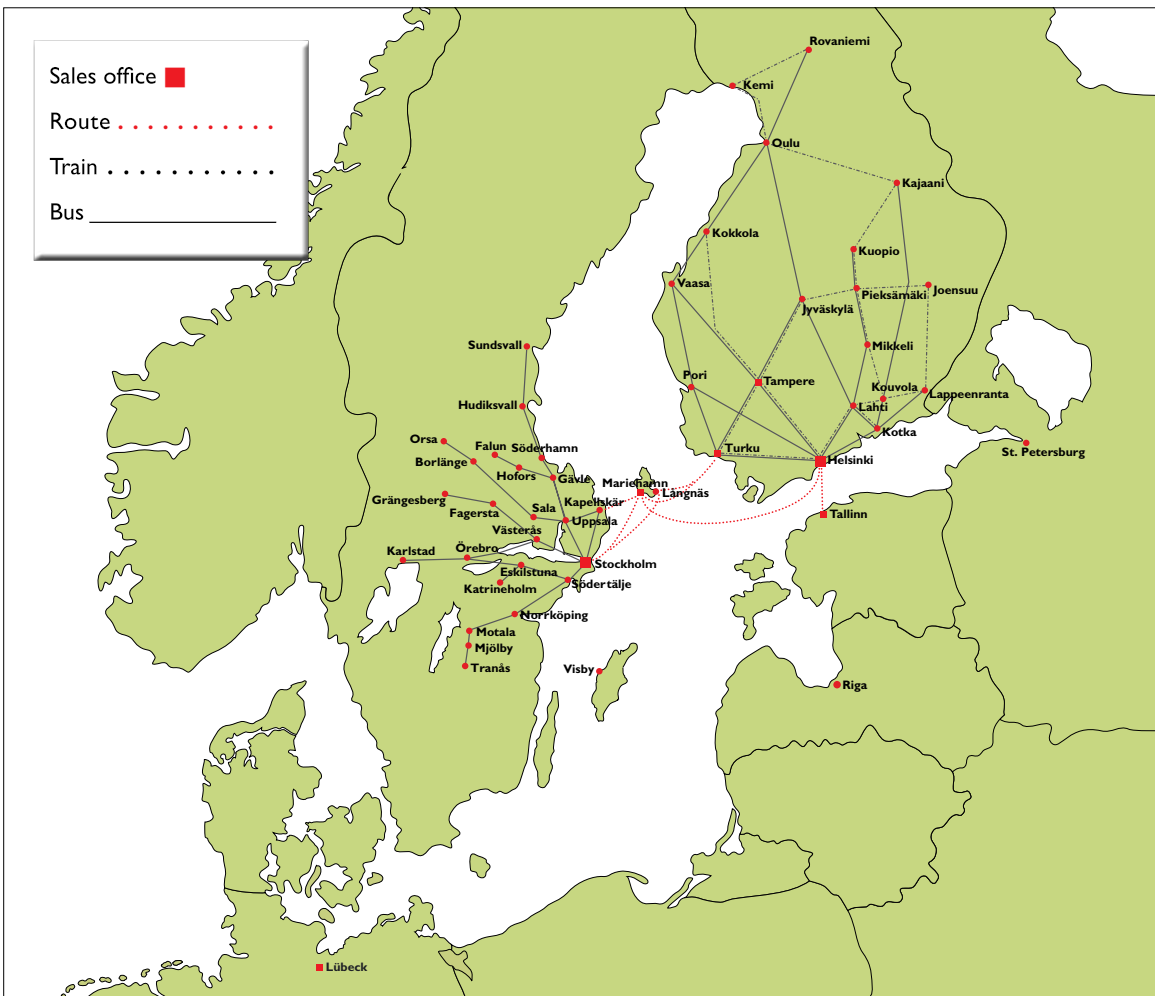 Sales office
Route
Train
Bus
Rovaniemi
Kemi
Oulu
Kajaani
Kokkola
Kuopio
Vaasa
Pieksämäki
Joensuu
Jyväskylä
Sundsvall
Mikkeli
Pori
Tampere
Kouvola
Lappeenranta
Hudiksvall
Lahti
Kotka
Orsa
Falun
Söderhamn
Turku
St. Petersburg
Borlänge
Helsinki
Hofors
Gävle
Mariehamn
Långnäs
Grängesberg
Kapellskär
Fagersta
Sala
Uppsala
Tallinn
Västerås
Karlstad
Örebro
Stockholm
Eskilstuna
Södertälje
Katrineholm
Norrköping
Motala
Mjölby
Tranås
Visby
Riga
Lübeck